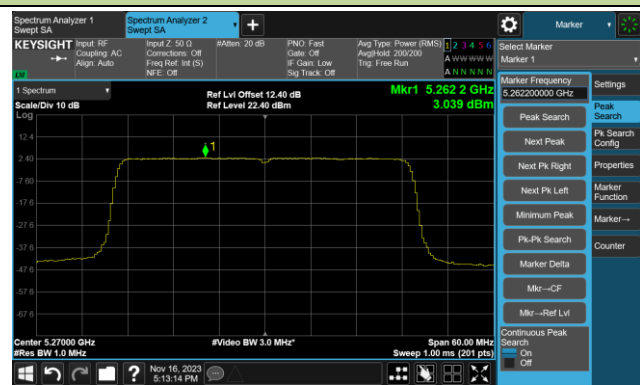 Spectrum Analyzer 1
Swept SA
Spectrum Analyzer 2
Swept SA
+
Marker
KEYSIGHT
Input: RF
Coupling: AC
Align: Auto
Input Z: 50 Ω
Corrections: Off
Freq Ref: Int (S)
NFE: Off
#Atten: 20 dB
PNO: Fast
Gate: Off
IF Gain: Low
Sig Track: Off
Avg Type: Power (RMS)
Avg|Hold: 200/200
Trig: Free Run
1 2 3 4 5 6
A W W W W W
A N N N N N
LXI
Select Marker
Marker 1
1 Spectrum
Scale/Div 10 dB
Log
Ref Lvl Offset 12.40 dB
Ref Level 22.40 dBm
Mkr1 5.262 2 GHz
3.039 dBm
12.4
2.40
-7.60
-17.6
-27.6
-37.6
-47.6
-57.6
-67.6
1
Center 5.27000 GHz
#Res BW 1.0 MHz
#Video BW 3.0 MHz*
Span 60.00 MHz
Sweep 1.00 ms (201 pts)
Marker Frequency
5.262200000 GHz
Peak Search
Next Peak
Next Pk Right
Next Pk Left
Minimum Peak
Pk-Pk Search
Marker Delta
Mkr→CF
Mkr→Ref Lvl
Continuous Peak
Search
On
Off
Settings
Peak
Search
Pk Search
Config
Properties
Marker
Function
Marker→
Counter
?
Nov 16, 2023
5:13:14 PM